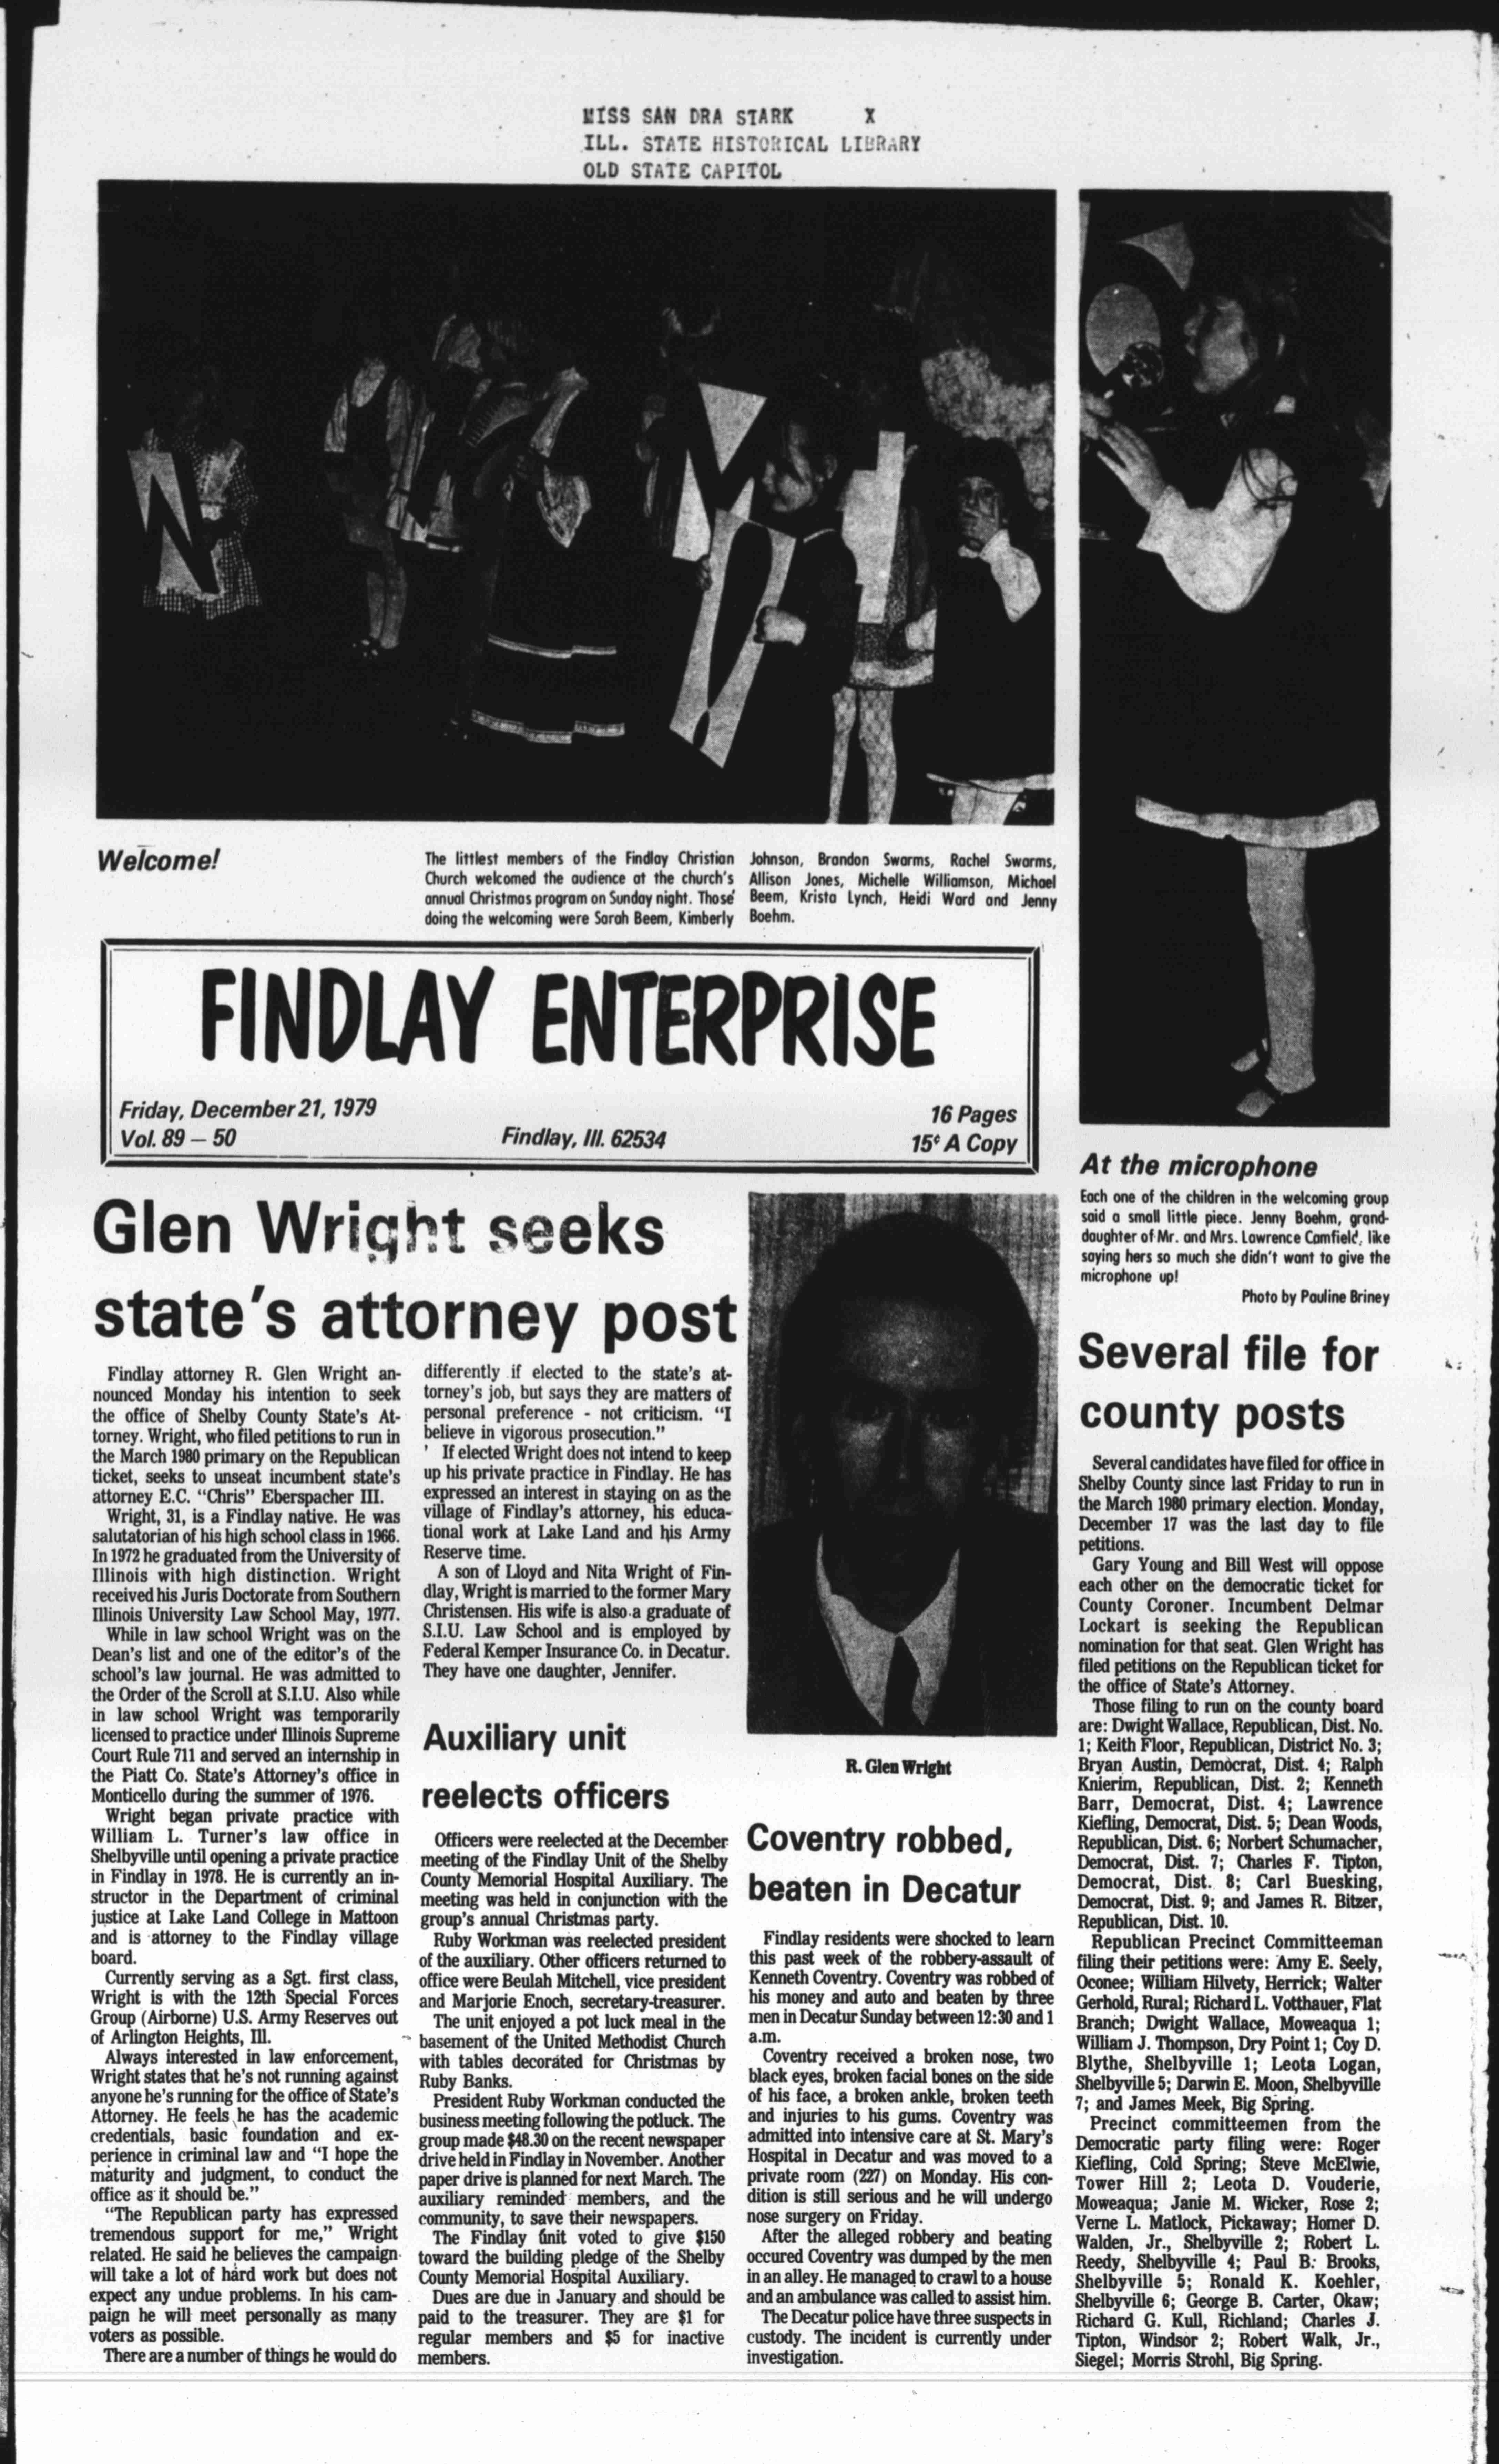 MISS SAN DRA STARK X
ILL. STATE HISTORICAL LIBRARY
OLD STATE CAPITOL
N
Welcome!
The littlest members of the Findlay Christian
Church welcomed the audience at the church's
annual Christmas program on Sunday night. Those
doing the welcoming were Sarah Beem, Kimberly
Johnson, Brandon Swarms, Rachel Swarms,
Allison Jones, Michelle Williamson, Michael
Beem, Krista Lynch, Heidi Ward and Jenny
Boehm.
FINDLAY ENTERPRISE
Friday, December 21, 1979
Vol. 89 — 50
Findlay, Ill. 62534
16 Pages
15¢ A Copy
At the microphone
Each one of the children in the welcoming group
said a small little piece. Jenny Boehm, grand-
daughter of Mr. and Mrs. Lawrence Camfield, like
saying hers so much she didn't want to give the
microphone up!
Photo by Pauline Briney
Glen Wright seeks
state's attorney post
Findlay attorney R. Glen Wright an-
nounced Monday his intention to seek
the office of Shelby County State's At-
torney. Wright, who filed petitions to run in
the March 1980 primary on the Republican
ticket, seeks to unseat incumbent state's
attorney E.C. “Chris” Eberspacher III.
Wright, 31, is a Findlay native. He was
salutatorian of his high school class in 1966.
In 1972 he graduated from the University of
Illinois with high distinction. Wright
received his Juris Doctorate from Southern
Illinois University Law School May, 1977.
While in law school Wright was on the
Dean's list and one of the editor's of the
school's law journal. He was admitted to
the Order of the Scroll at S.I.U. Also while
in law school Wright was temporarily
licensed to practice under Illinois Supreme
Court Rule 711 and served an internship in
the Piatt Co. State's Attorney's office in
Monticello during the summer of 1976.
Wright began private practice with
William L. Turner's law office in
Shelbyville until opening a private practice
in Findlay in 1978. He is currently an in-
structor in the Department of criminal
justice at Lake Land College in Mattoon
and is attorney to the Findlay village
board.
Currently serving as a Sgt. first class,
Wright is with the 12th Special Forces
Group (Airborne) U.S. Army Reserves out
of Arlington Heights, Ill.
Always interested in law enforcement,
Wright states that he's not running against
anyone he's running for the office of State's
Attorney. He feels he has the academic
credentials, basic foundation and ex-
perience in criminal law and “I hope the
maturity and judgment, to conduct the
office as it should be.”
“The Republican party has expressed
tremendous support for me,” Wright
related. He said he believes the campaign
will take a lot of hard work but does not
expect any undue problems. In his cam-
paign he will meet personally as many
voters as possible.
There are a number of things he would do
differently if elected to the state's at-
torney's job, but says they are matters of
personal preference - not criticism. “I
believe in vigorous prosecution.”
If elected Wright does not intend to keep
up his private practice in Findlay. He has
expressed an interest in staying on as the
village of Findlay's attorney, his educa-
tional work at Lake Land and his Army
Reserve time.
A son of Lloyd and Nita Wright of Fin-
dlay, Wright is married to the former Mary
Christensen. His wife is also a graduate of
S.I.U. Law School and is employed by
Federal Kemper Insurance Co. in Decatur.
They have one daughter, Jennifer.
R. Glen Wright
Auxiliary unit
reelects officers
Officers were reelected at the December
meeting of the Findlay Unit of the Shelby
County Memorial Hospital Auxiliary. The
meeting was held in conjunction with the
group's annual Christmas party.
Ruby Workman was reelected president
of the auxiliary. Other officers returned to
office were Beulah Mitchell, vice president
and Marjorie Enoch, secretary-treasurer.
The unit enjoyed a pot luck meal in the
basement of the United Methodist Church
with tables decorated for Christmas by
Ruby Banks.
President Ruby Workman conducted the
business meeting following the potluck. The
group made $48.30 on the recent newspaper
drive held in Findlay in November. Another
paper drive is planned for next March. The
auxiliary reminded members, and the
community, to save their newspapers.
The Findlay unit voted to give $150
toward the building pledge of the Shelby
County Memorial Hospital Auxiliary.
Dues are due in January and should be
paid to the treasurer. They are $1 for
regular members and $5 for inactive
members.
Coventry robbed,
beaten in Decatur
Findlay residents were shocked to learn
this past week of the robbery-assault of
Kenneth Coventry. Coventry was robbed of
his money and auto and beaten by three
men in Decatur Sunday between 12:30 and 1
a.m.
Coventry received a broken nose, two
black eyes, broken facial bones on the side
of his face, a broken ankle, broken teeth
and injuries to his gums. Coventry was
admitted into intensive care at St. Mary's
Hospital in Decatur and was moved to a
private room (227) on Monday. His con-
dition is still serious and he will undergo
nose surgery on Friday.
After the alleged robbery and beating
occured Coventry was dumped by the men
in an alley. He managed to crawl to a house
and an ambulance was called to assist him.
The Decatur police have three suspects in
custody. The incident is currently under
investigation.
Several file for
county posts
Several candidates have filed for office in
Shelby County since last Friday to run in
the March 1980 primary election. Monday,
December 17 was the last day to file
petitions.
Gary Young and Bill West will oppose
each other on the democratic ticket for
County Coroner. Incumbent Delmar
Lockart is seeking the Republican
nomination for that seat. Glen Wright has
filed petitions on the Republican ticket for
the office of State's Attorney.
Those filing to run on the county board
are: Dwight Wallace, Republican, Dist. No.
1; Keith Floor, Republican, District No. 3;
Bryan Austin, Democrat, Dist. 4; Ralph
Knierim, Republican, Dist. 2; Kenneth
Barr, Democrat, Dist. 4; Lawrence
Kiefling, Democrat, Dist. 5; Dean Woods,
Republican, Dist. 6; Norbert Schumacher,
Democrat, Dist. 7; Charles F. Tipton,
Democrat, Dist. 8; Carl Buesking,
Democrat, Dist. 9; and James R. Bitzer,
Republican, Dist. 10.
Republican Precinct Committeeman
filing their petitions were: Amy E. Seely,
Oconee; William Hilvety, Herrick; Walter
Gerhold, Rural; Richard L. Votthauer, Flat
Branch; Dwight Wallace, Moweaqua 1;
William J. Thompson, Dry Point 1; Coy D.
Blythe, Shelbyville 1; Leota Logan,
Shelbyville 5; Darwin E. Moon, Shelbyville
7; and James Meek, Big Spring.
Precinct committeemen from the
Democratic party filing were: Roger
Kiefling, Cold Spring; Steve McElwie,
Tower Hill 2; Leota D. Vouderie,
Moweaqua; Janie M. Wicker, Rose 2;
Verne L. Matlock, Pickaway; Homer D.
Walden, Jr., Shelbyville 2; Robert L.
Reedy, Shelbyville 4; Paul B. Brooks,
Shelbyville 5; Ronald K. Koehler,
Shelbyville 6; George B. Carter, Okaw;
Richard G. Kull, Richland; Charles J.
Tipton, Windsor 2; Robert Walk, Jr.,
Siegel; Morris Strohl, Big Spring.